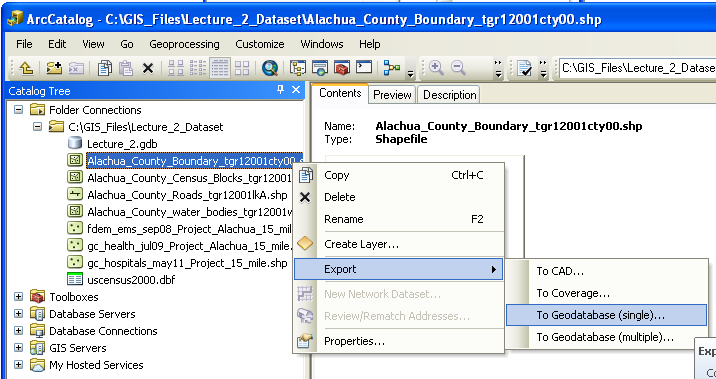 ArcCatalog - C:\GIS_Files\Lecture_2_Dataset\Alachua_County_Boundary_tgr12001cty00.shp
File Edit View Go Geoprocessing Customize Windows Help
C:\GIS_Files\Lecture_2_Datase
Catalog Tree
Contents Preview Description
Folder Connections
C:\GIS_Files\Lecture_2_Dataset
Lecture_2.gdb
Alachua_County_Boundary_tgr12001cty00.s
Alachua_County_Census_Blocks_tgr12001
Alachua_County_Roads_tgr12001lkA.shp
Alachua_County_water_bodies_tgr12001w
fdem_ems_sep08_Project_Alachua_15_mile.
gc_health_jul09_Project_Alachua_15_mile.
gc_hospitals_may11_Project_15_mile.shp
uscensus2000.dbf
Toolboxes
Database Servers
Database Connections
GIS Servers
My Hosted Services
Name: Alachua_County_Boundary_tgr12001cty00.shp
Type: Shapefile
Copy Ctrl+C
Delete
Rename F2
Create Layer...
Export
New Network Dataset...
Review/Rematch Addresses...
Properties...
To CAD...
To Coverage...
To Geodatabase (single)...
To Geodatabase (multiple)...
Exp
Co